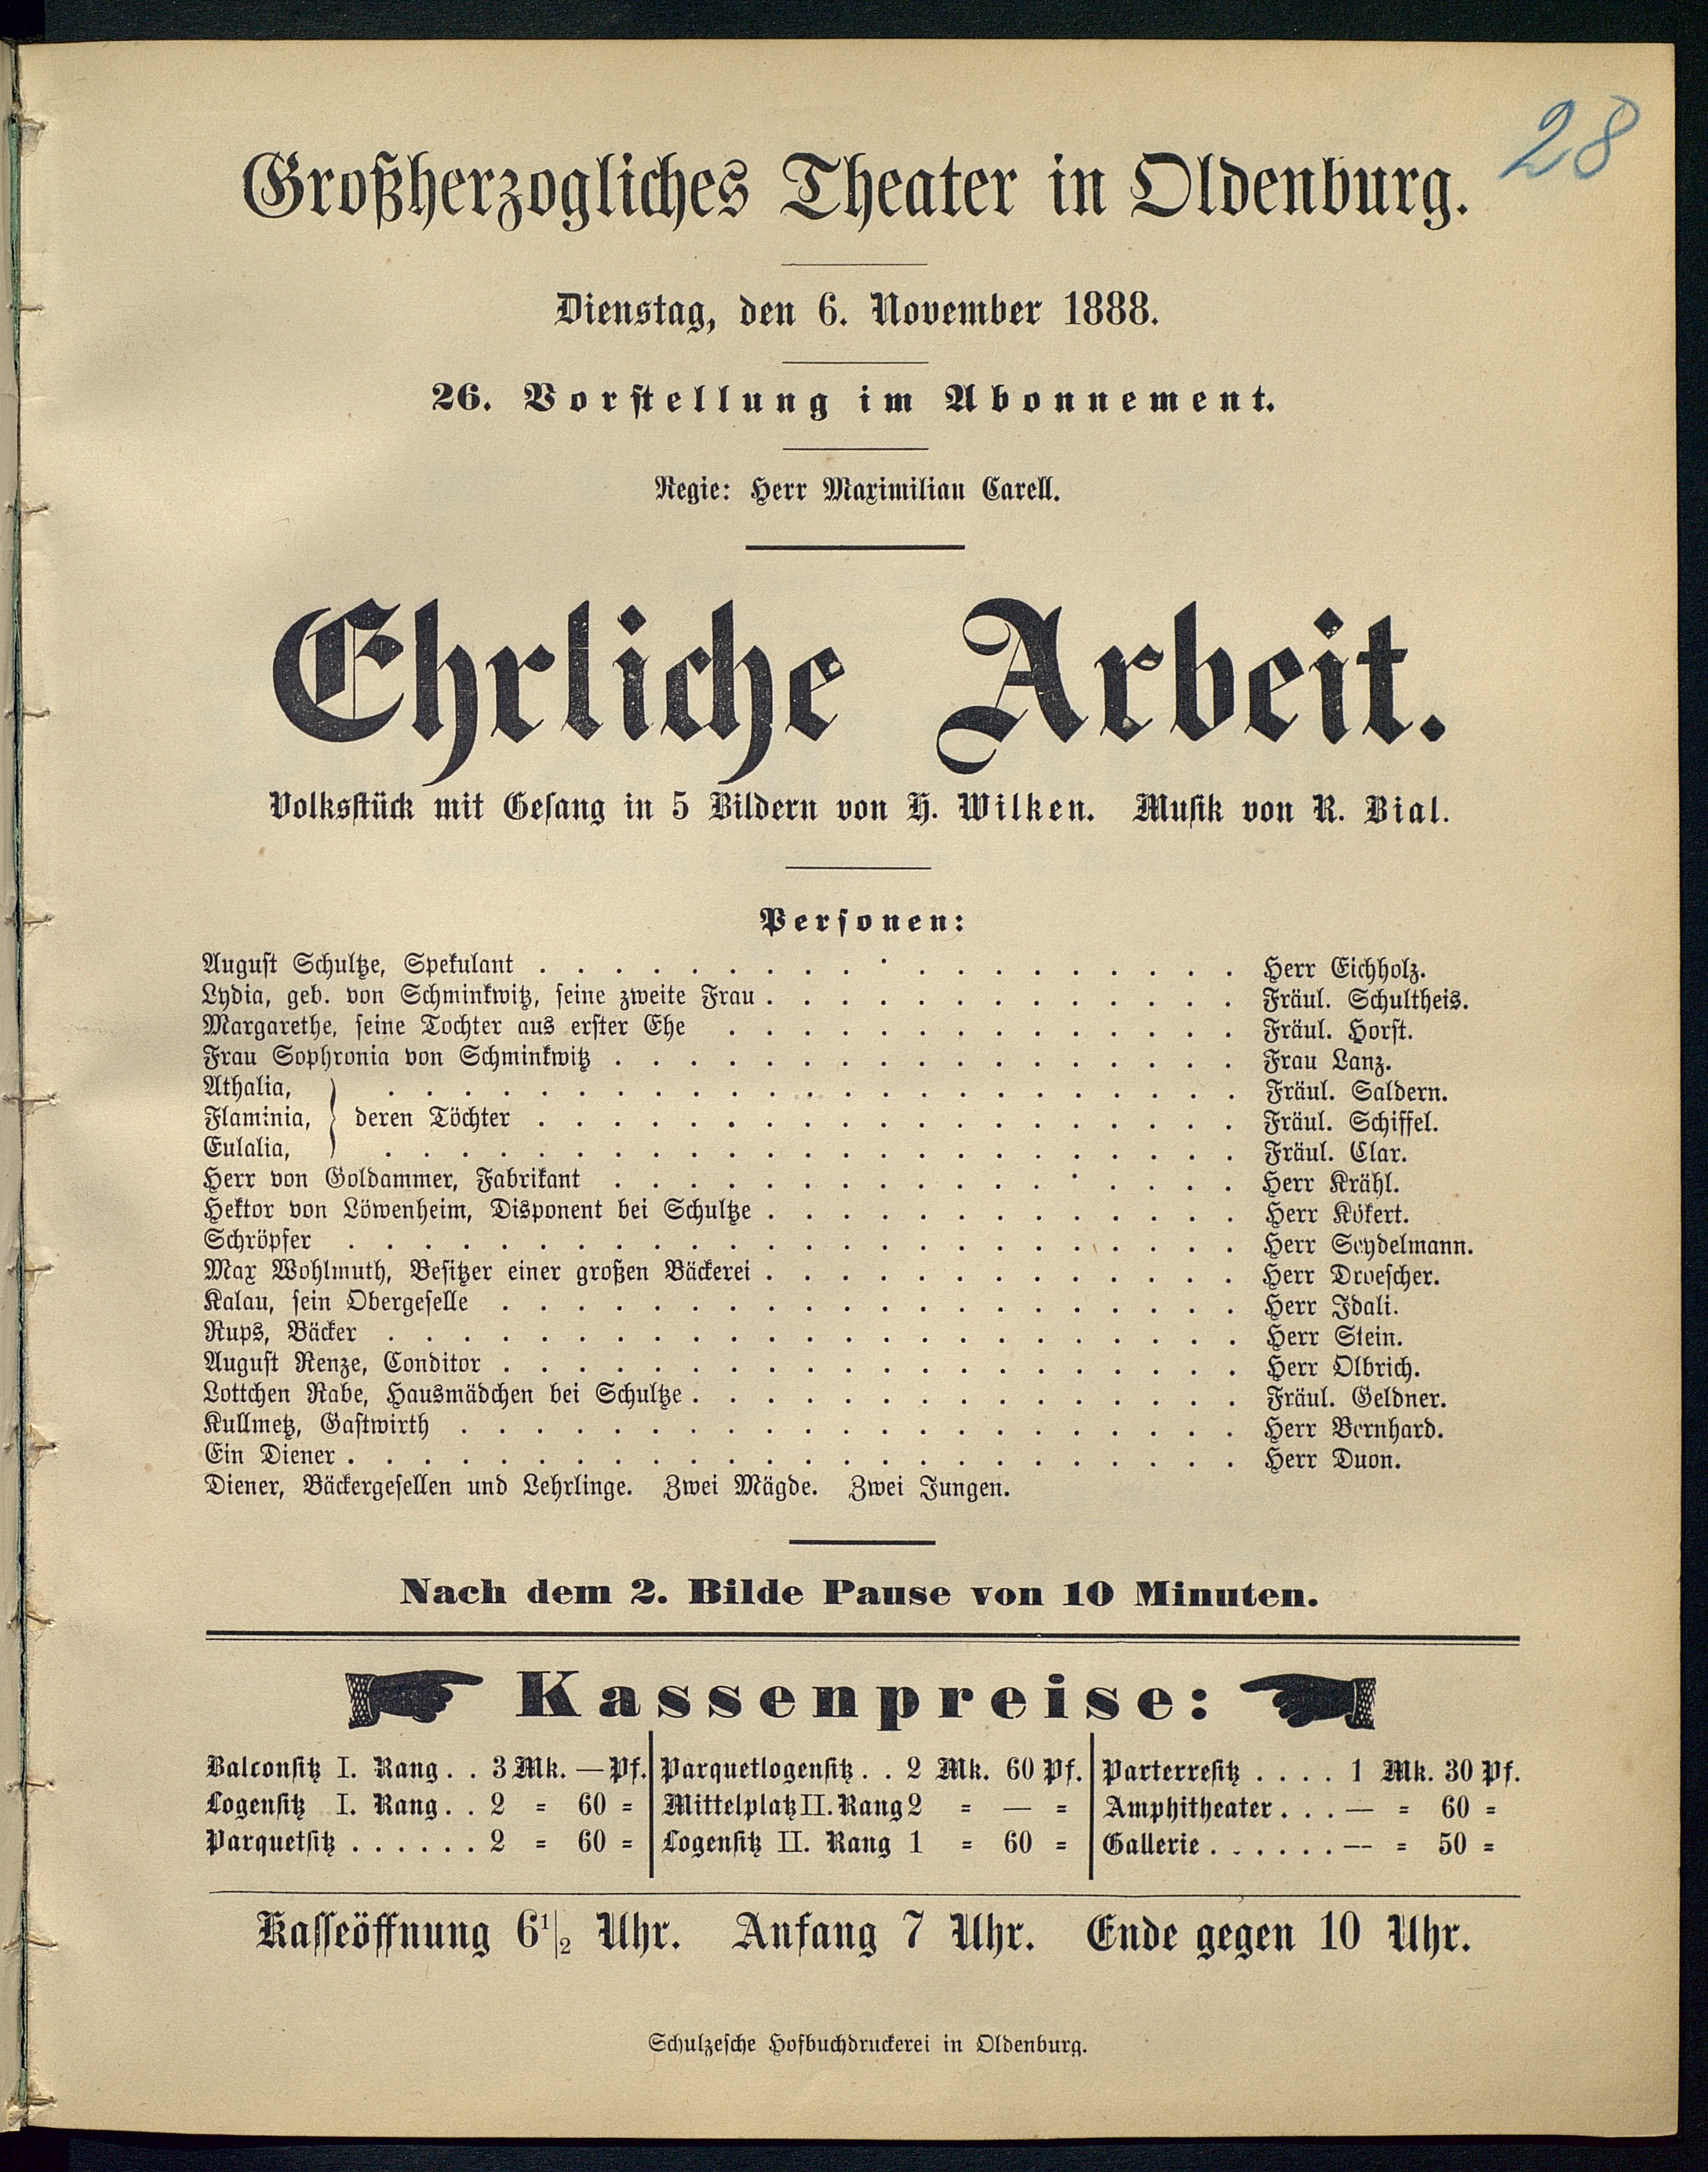 28
Großherzogliches Theater in Oldenburg.
Dienstag, den 6. November 1888.
26. Vorstellung im Abonnement.
Regie: Herr Maximilian Carell.
Ehrliche Arbeit.
Volksstück mit Gesang in 5 Bildern von H. Wilken. Musik von R. Bial.
Personen:
August Schultze, Spekulant . . . . . . . . . . . . . . . . . . . Herr Eichholz.
Lydia, geb. von Schminkwitz, seine zweite Frau . . . . . . . . . . . . . Fräul. Schultheis.
Margarethe, seine Tochter aus erster Ehe . . . . . . . . . . . . . . Fräul. Horst.
Frau Sophronia von Schminkwitz . . . . . . . . . . . . . . . . . Frau Lanz.
Athalia, . . . . . . . . . . . . . . . . . . . . . . . Fräul. Saldern.
Flaminia, } deren Töchter . . . . . . . . . . . . . . . . . . . Fräul. Schiffel.
Eulalia, . . . . . . . . . . . . . . . . . . . . . . . Fräul. Clar.
Herr von Goldammer, Fabrikant . . . . . . . . . . . . . . . . . Herr Krähl.
Hektor von Löwenheim, Disponent bei Schultze . . . . . . . . . . . . . Herr Kökert.
Schröpfer . . . . . . . . . . . . . . . . . . . . . . . . Herr Seydelmann.
Max Wohlmuth, Besitzer einer großen Bäckerei . . . . . . . . . . . . . Herr Droescher.
Kalau, sein Obergeselle . . . . . . . . . . . . . . . . . . . . Herr Idali.
Rups, Bäcker . . . . . . . . . . . . . . . . . . . . . . . Herr Stein.
August Renze, Conditor . . . . . . . . . . . . . . . . . . . . Herr Olbrich.
Lottchen Rabe, Hausmädchen bei Schultze . . . . . . . . . . . . . . . Fräul. Geldner.
Kullmetz, Gastwirth . . . . . . . . . . . . . . . . . . . . . Herr Bernhard.
Ein Diener . . . . . . . . . . . . . . . . . . . . . . . . Herr Duon.
Diener, Bäckergesellen und Lehrlinge. Zwei Mägde. Zwei Jungen.
Nach dem 2. Bilde Pause von 10 Minuten.
Kassenpreise:
Balconsitz I. Rang . . 3 Mk. — Pf. Parquetlogensitz . . 2 Mk. 60 Pf. Parterresitz . . . . 1 Mk. 30 Pf.
Logensitz I. Rang . . 2 = 60 = Mittelplatz II. Rang 2 = — = Amphitheater . . . — = 60 =
Parquetsitz . . . . . . 2 = 60 = Logensitz II. Rang 1 = 60 = Gallerie . . . . . . — = 50 =
Kasseöffnung 6 1/2 Uhr. Anfang 7 Uhr. Ende gegen 10 Uhr.
Schulzesche Hofbuchdruckerei in Oldenburg.